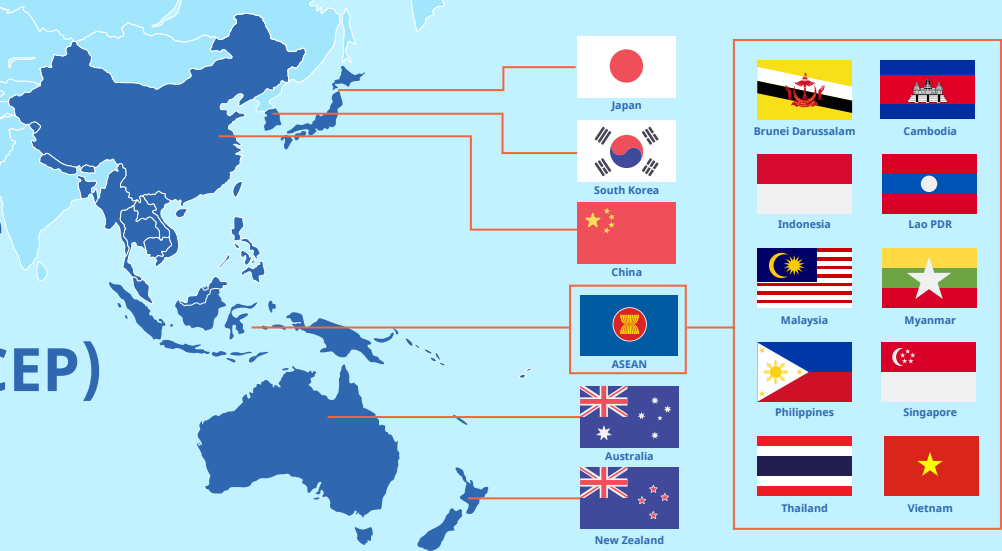 CEP)
Japan
South Korea
China
ASEAN
Australia
New Zealand
Brunei Darussalam
Cambodia
Indonesia
Lao PDR
Malaysia
Myanmar
Philippines
Singapore
Thailand
Vietnam